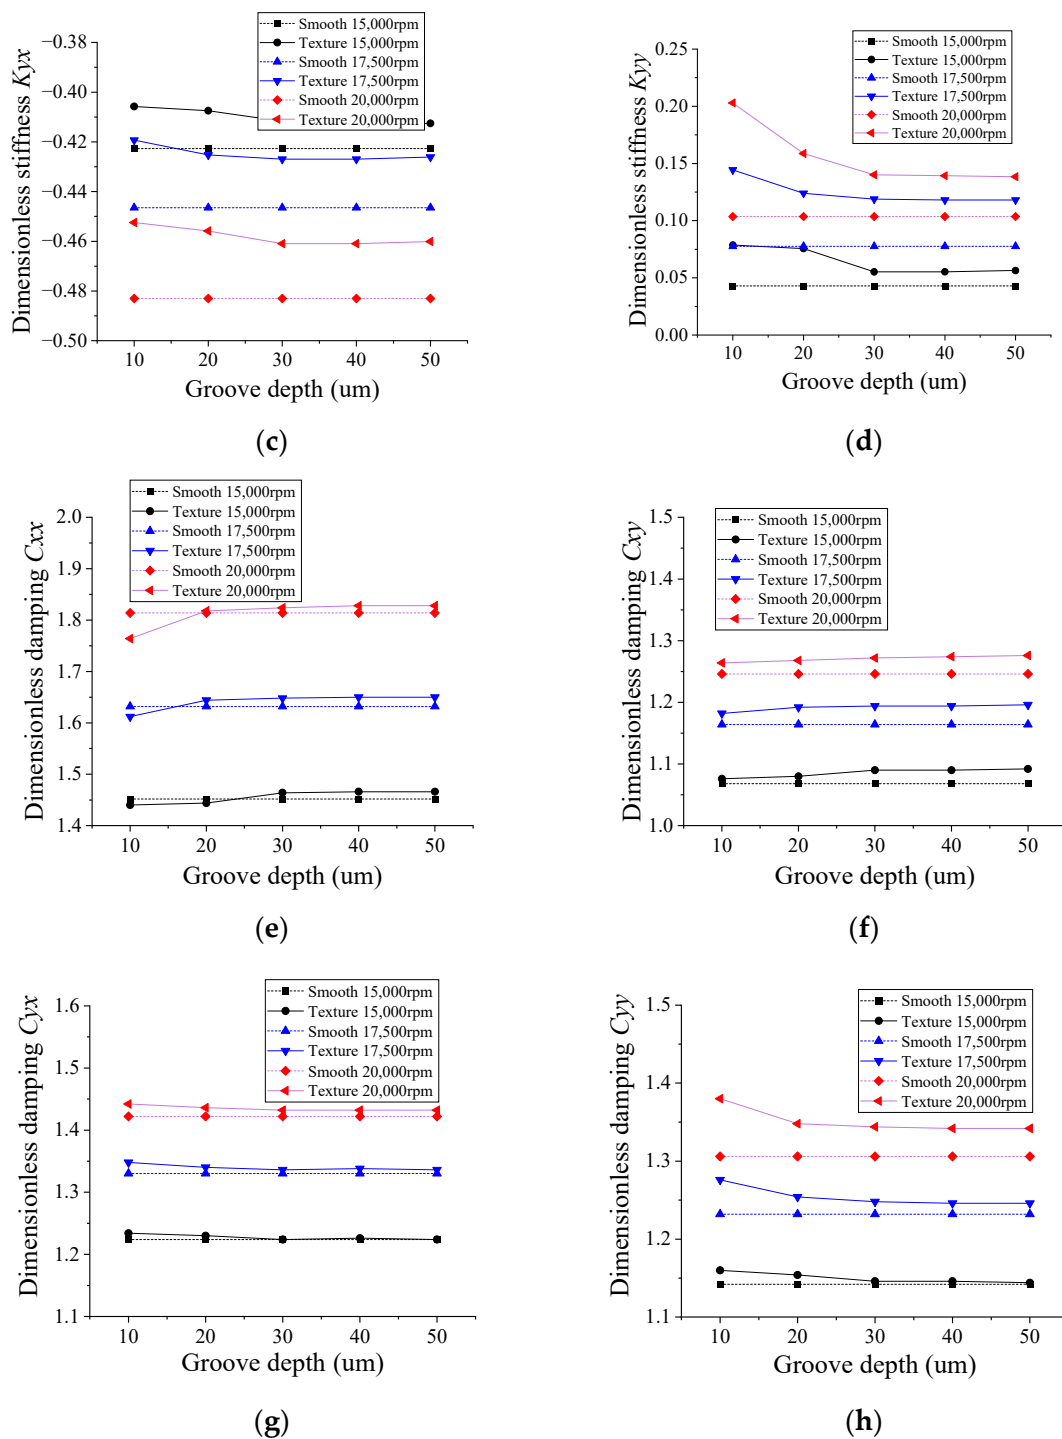 Smooth 15,000rpm
Texture 15,000rpm
Smooth 17,500rpm
Texture 17,500rpm
Smooth 20,000rpm
Texture 20,000rpm
Dimensionless stiffness Kyx
−0.38
−0.40
−0.42
−0.44
−0.46
−0.48
−0.50
10 20 30 40 50
Groove depth (um)
(c)
Smooth 15,000rpm
Texture 15,000rpm
Smooth 17,500rpm
Texture 17,500rpm
Smooth 20,000rpm
Texture 20,000rpm
Dimensionless stiffness Kyy
0.25
0.20
0.15
0.10
0.05
0.00
10 20 30 40 50
Groove depth (um)
(d)
Smooth 15,000rpm
Texture 15,000rpm
Smooth 17,500rpm
Texture 17,500rpm
Smooth 20,000rpm
Texture 20,000rpm
Dimensionless damping Cxx
2.0
1.9
1.8
1.7
1.6
1.5
1.4
10 20 30 40 50
Groove depth (um)
(e)
Smooth 15,000rpm
Texture 15,000rpm
Smooth 17,500rpm
Texture 17,500rpm
Smooth 20,000rpm
Texture 20,000rpm
Dimensionless damping Cxy
1.5
1.4
1.3
1.2
1.1
1.0
10 20 30 40 50
Groove depth (um)
(f)
Smooth 15,000rpm
Texture 15,000rpm
Smooth 17,500rpm
Texture 17,500rpm
Smooth 20,000rpm
Texture 20,000rpm
Dimensionless damping Cyx
1.6
1.5
1.4
1.3
1.2
1.1
10 20 30 40 50
Groove depth (um)
(g)
Smooth 15,000rpm
Texture 15,000rpm
Smooth 17,500rpm
Texture 17,500rpm
Smooth 20,000rpm
Texture 20,000rpm
Dimensionless damping Cyy
1.5
1.4
1.3
1.2
1.1
10 20 30 40 50
Groove depth (um)
(h)